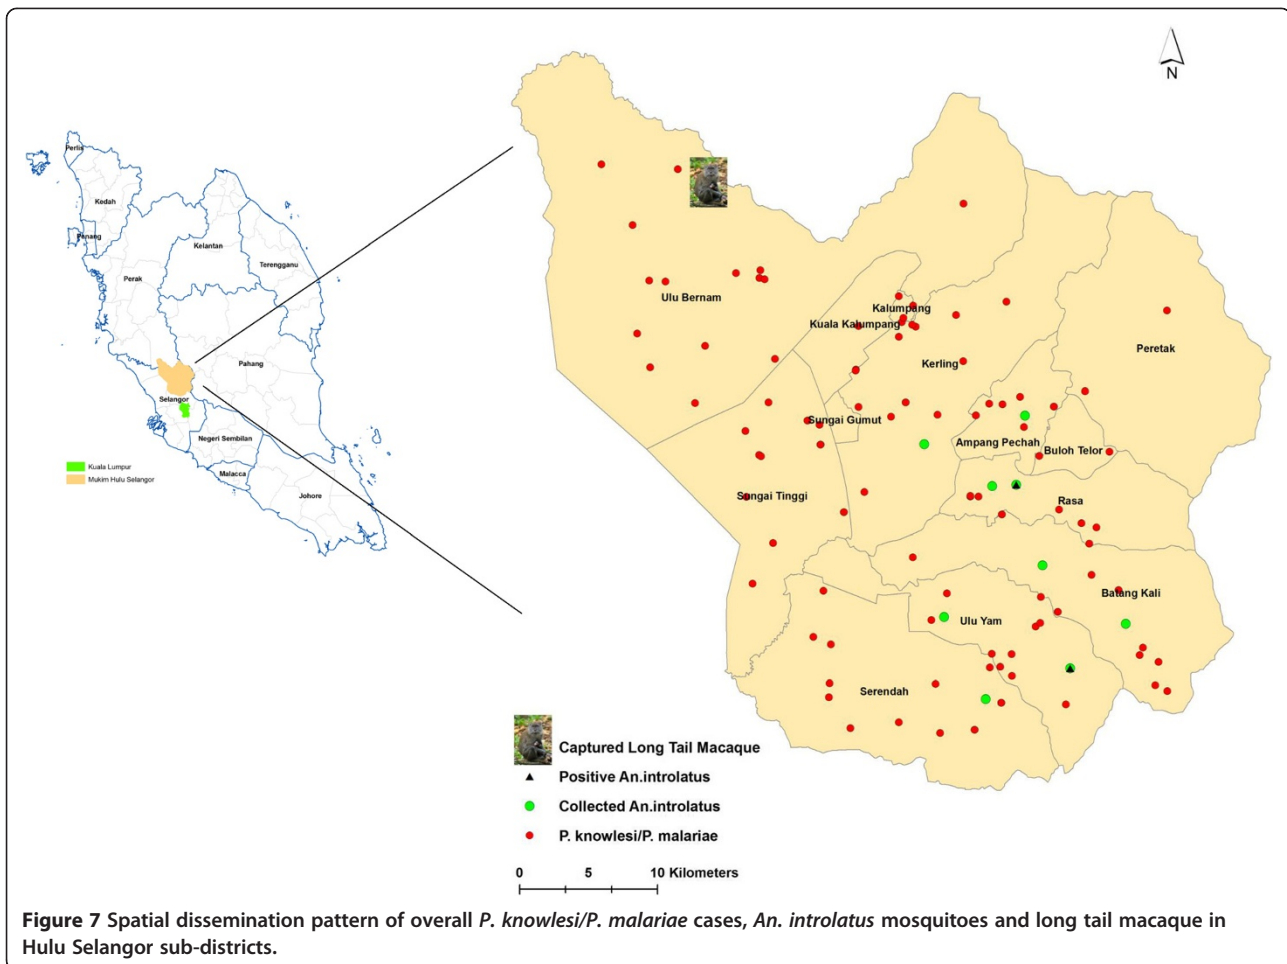 N
Perlis
Kedah
Penang
Kelantan
Terengganu
Perak
Pahang
Selangor
Negeri Sembilan
Malacca
Johore
Kuala Lumpur
Mukim Hulu Selangor
Ulu Bernam
Kalumpang
Kuala Kalumpang
Peretak
Kerling
Sungai Gumut
Ampang Pechah
Buloh Telor
Sungai Tinggi
Rasa
Batang Kali
Ulu Yam
Serendah
Captured Long Tail Macaque
Positive An.introlatus
Collected An.introlatus
P. knowlesi/P. malariae
0 5 10 Kilometers
Figure 7 Spatial dissemination pattern of overall P. knowlesi/P. malariae cases, An. introlatus mosquitoes and long tail macaque in
Hulu Selangor sub-districts.